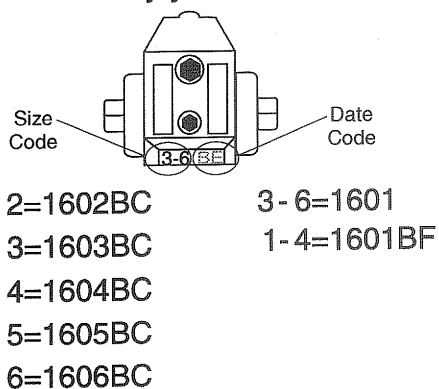 Size
Code
3-6 BF
Date
Code
2=1602BC
3=1603BC
4=1604BC
5=1605BC
6=1606BC
3-6=1601
1-4=1601BF